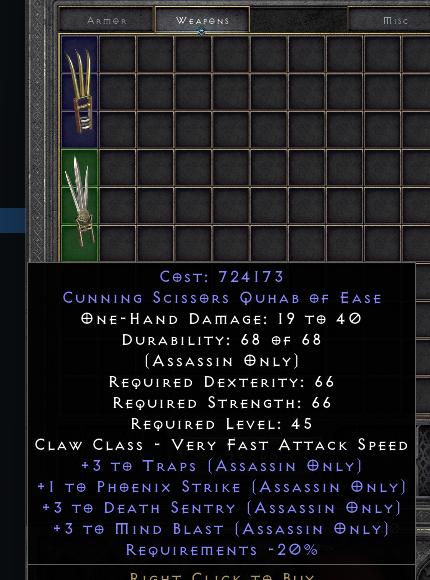 Armor
Weapons
Misc
Cost: 724173
Cunning Scissors Quhab of Ease
One-Hand Damage: 19 to 40
Durability: 68 of 68
(Assassin Only)
Required Dexterity: 66
Required Strength: 66
Required Level: 45
Claw Class - Very Fast Attack Speed
+3 to Traps (Assassin Only)
+1 to Phoenix Strike (Assassin Only)
+3 to Death Sentry (Assassin Only)
+3 to Mind Blast (Assassin Only)
Requirements -20%
Right Click to Buy